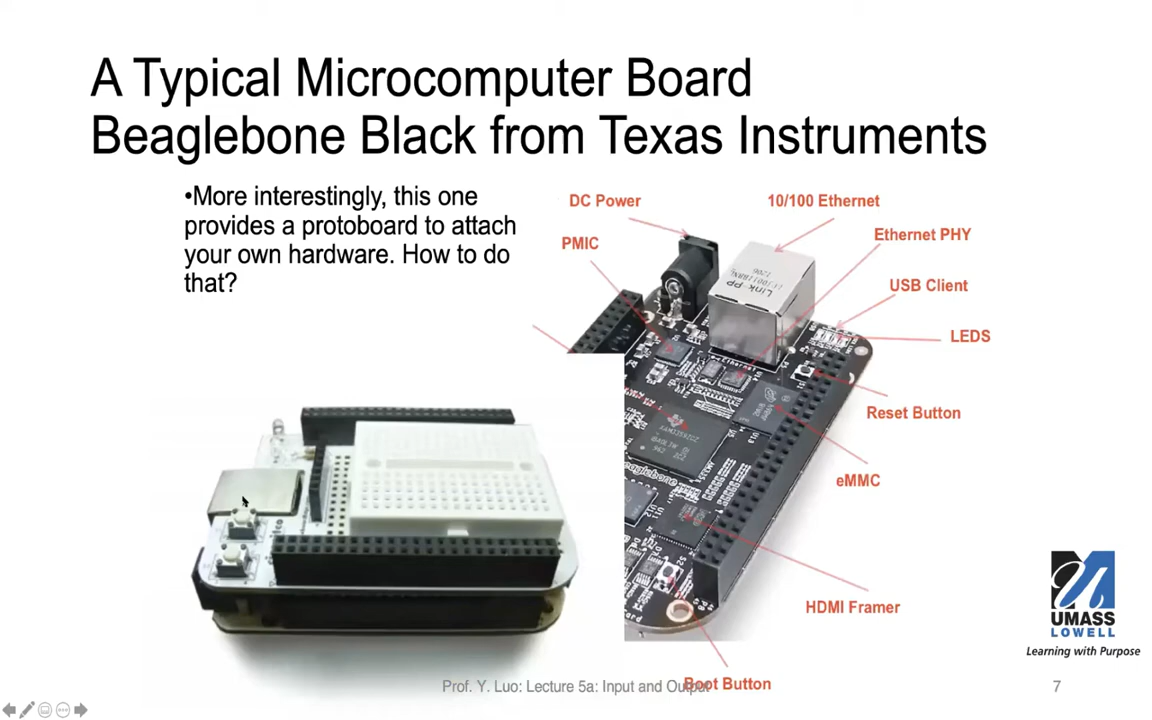 A Typical Microcomputer Board
Beaglebone Black from Texas Instruments
•More interestingly, this one
provides a protoboard to attach
your own hardware. How to do
that?
DC Power
10/100 Ethernet
PMIC
Ethernet PHY
USB Client
LEDS
Reset Button
eMMC
HDMI Framer
Boot Button
Link-PP
UMASS
LOWELL
Learning with Purpose
Prof. Y. Luo: Lecture 5a: Input and Output
7